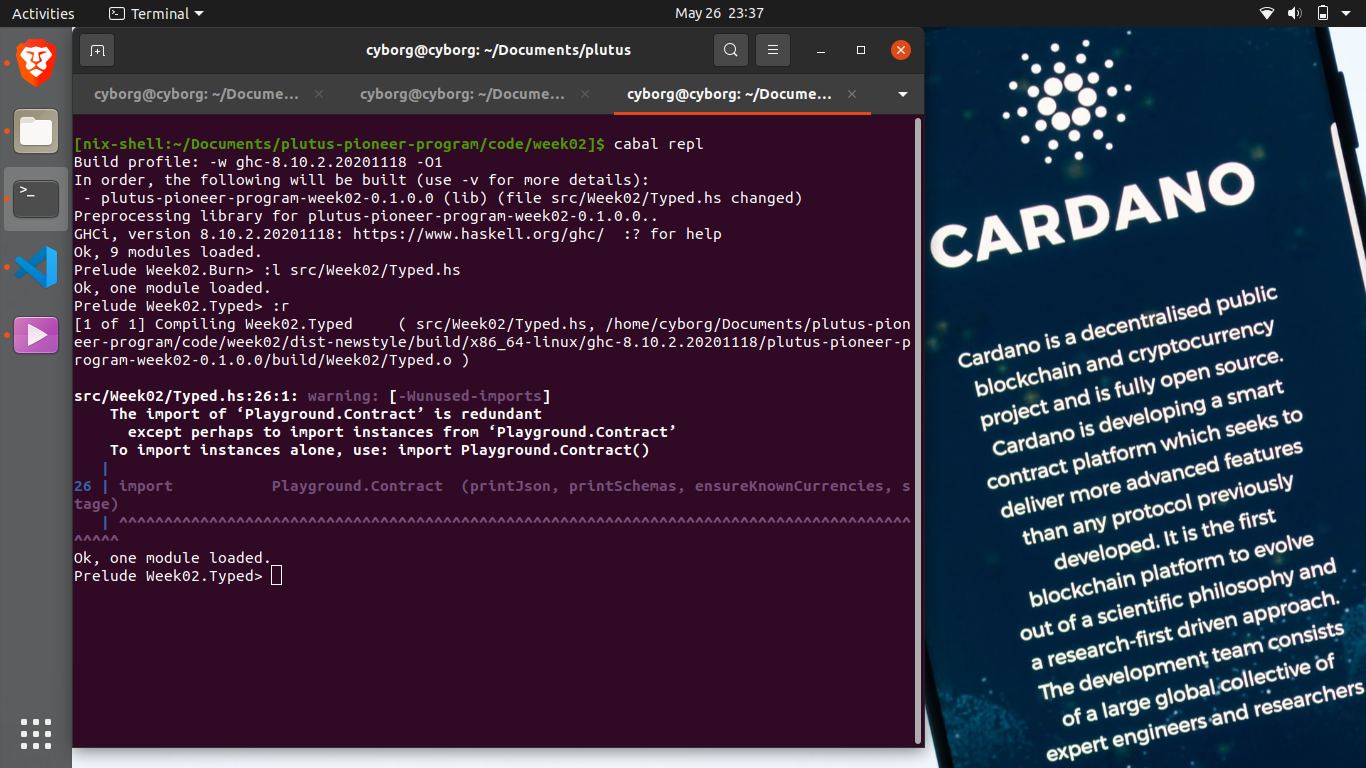 Activities
Terminal
May 26 23:37
cyborg@cyborg: ~/Documents/plutus
cyborg@cyborg: ~/Docume...
cyborg@cyborg: ~/Docume...
cyborg@cyborg: ~/Docume...
[nix-shell:~/Documents/plutus-pioneer-program/code/week02]$ cabal repl
Build profile: -w ghc-8.10.2.20201118 -O1
In order, the following will be built (use -v for more details):
 - plutus-pioneer-program-week02-0.1.0.0 (lib) (file src/Week02/Typed.hs changed)
Preprocessing library for plutus-pioneer-program-week02-0.1.0.0..
GHCi, version 8.10.2.20201118: https://www.haskell.org/ghc/  :? for help
Ok, 9 modules loaded.
Prelude Week02.Burn> :l src/Week02/Typed.hs
Ok, one module loaded.
Prelude Week02.Typed> :r
[1 of 1] Compiling Week02.Typed     ( src/Week02/Typed.hs, /home/cyborg/Documents/plutus-pion
eer-program/code/week02/dist-newstyle/build/x86_64-linux/ghc-8.10.2.20201118/plutus-pioneer-p
rogram-week02-0.1.0.0/build/Week02/Typed.o )
src/Week02/Typed.hs:26:1: warning: [-Wunused-imports]
    The import of ‘Playground.Contract’ is redundant
      except perhaps to import instances from ‘Playground.Contract’
    To import instances alone, use: import Playground.Contract()
   |
26 | import           Playground.Contract  (printJson, printSchemas, ensureKnownCurrencies, s
tage)
   | ^^^^^^^^^^^^^^^^^^^^^^^^^^^^^^^^^^^^^^^^^^^^^^^^^^^^^^^^^^^^^^^^^^^^^^^^^^^^^^^^^^^^^^^^
^^^^^
Ok, one module loaded.
Prelude Week02.Typed>
CARDANO
Cardano is a decentralised public
blockchain and cryptocurrency
project and is fully open source.
Cardano is developing a smart
contract platform which seeks to
deliver more advanced features
than any protocol previously
developed. It is the first
blockchain platform to evolve
out of a scientific philosophy and
a research-first driven approach.
The development team consists
of a large global collective of
expert engineers and researchers